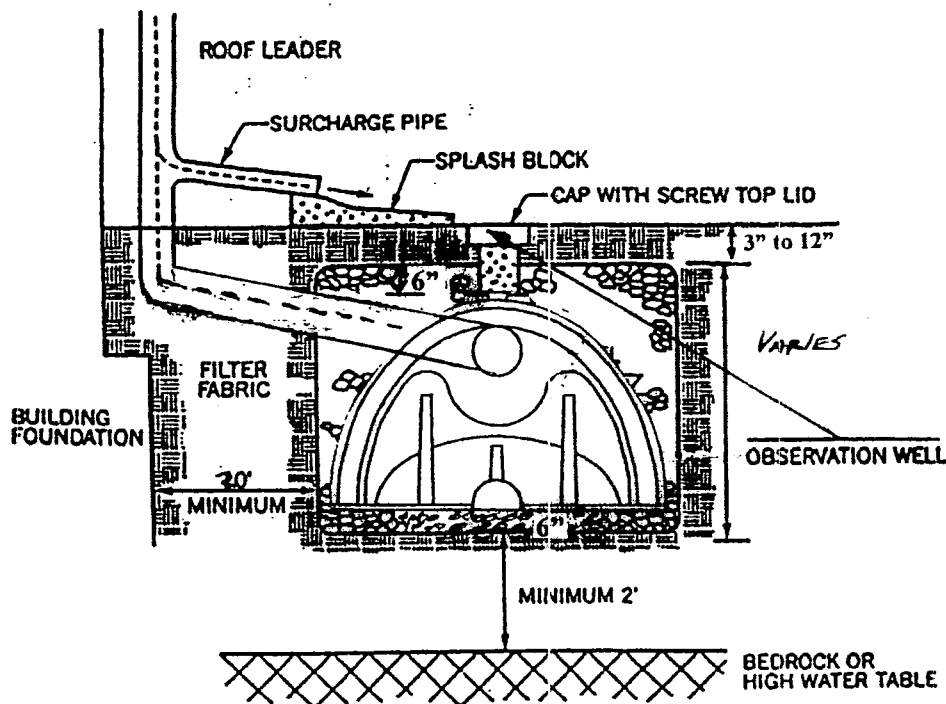 ROOF LEADER
SURCHARGE PIPE
SPLASH BLOCK
CAP WITH SCREW TOP LID
3" to 12"
6"
VARIES
FILTER
FABRIC
BUILDING
FOUNDATION
OBSERVATION WELL
20'
MINIMUM
6"
MINIMUM 2'
BEDROCK OR
HIGH WATER TABLE